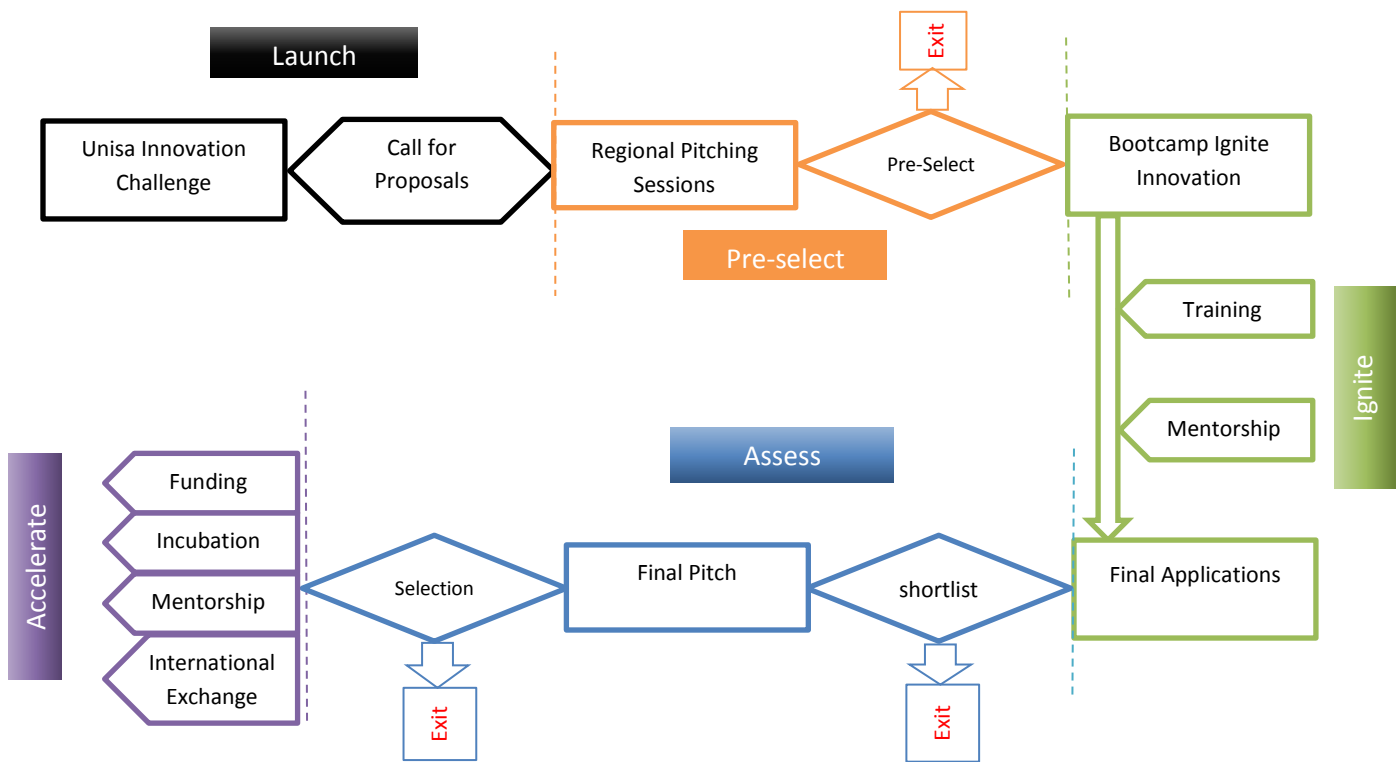 Launch
Exit
Unisa Innovation
Challenge
Call for
Proposals
Regional Pitching
Sessions
Pre-Select
Bootcamp Ignite
Innovation
Pre-select
Training
Ignite
Mentorship
Assess
Accelerate
Funding
Incubation
Mentorship
International
Exchange
Selection
Final Pitch
shortlist
Final Applications
Exit
Exit